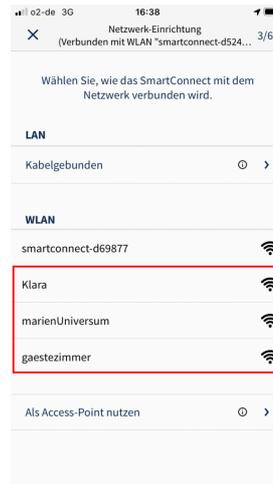 o2-de 3G 16:38
Netzwerk-Einrichtung
(Verbunden mit WLAN "smartconnect-d524... 3/6
Wählen Sie, wie das SmartConnect mit dem
Netzwerk verbunden wird.
LAN
Kabelgebunden
WLAN
smartconnect-d69877
Klara
marienUniversum
gaestezimmer
Als Access-Point nutzen